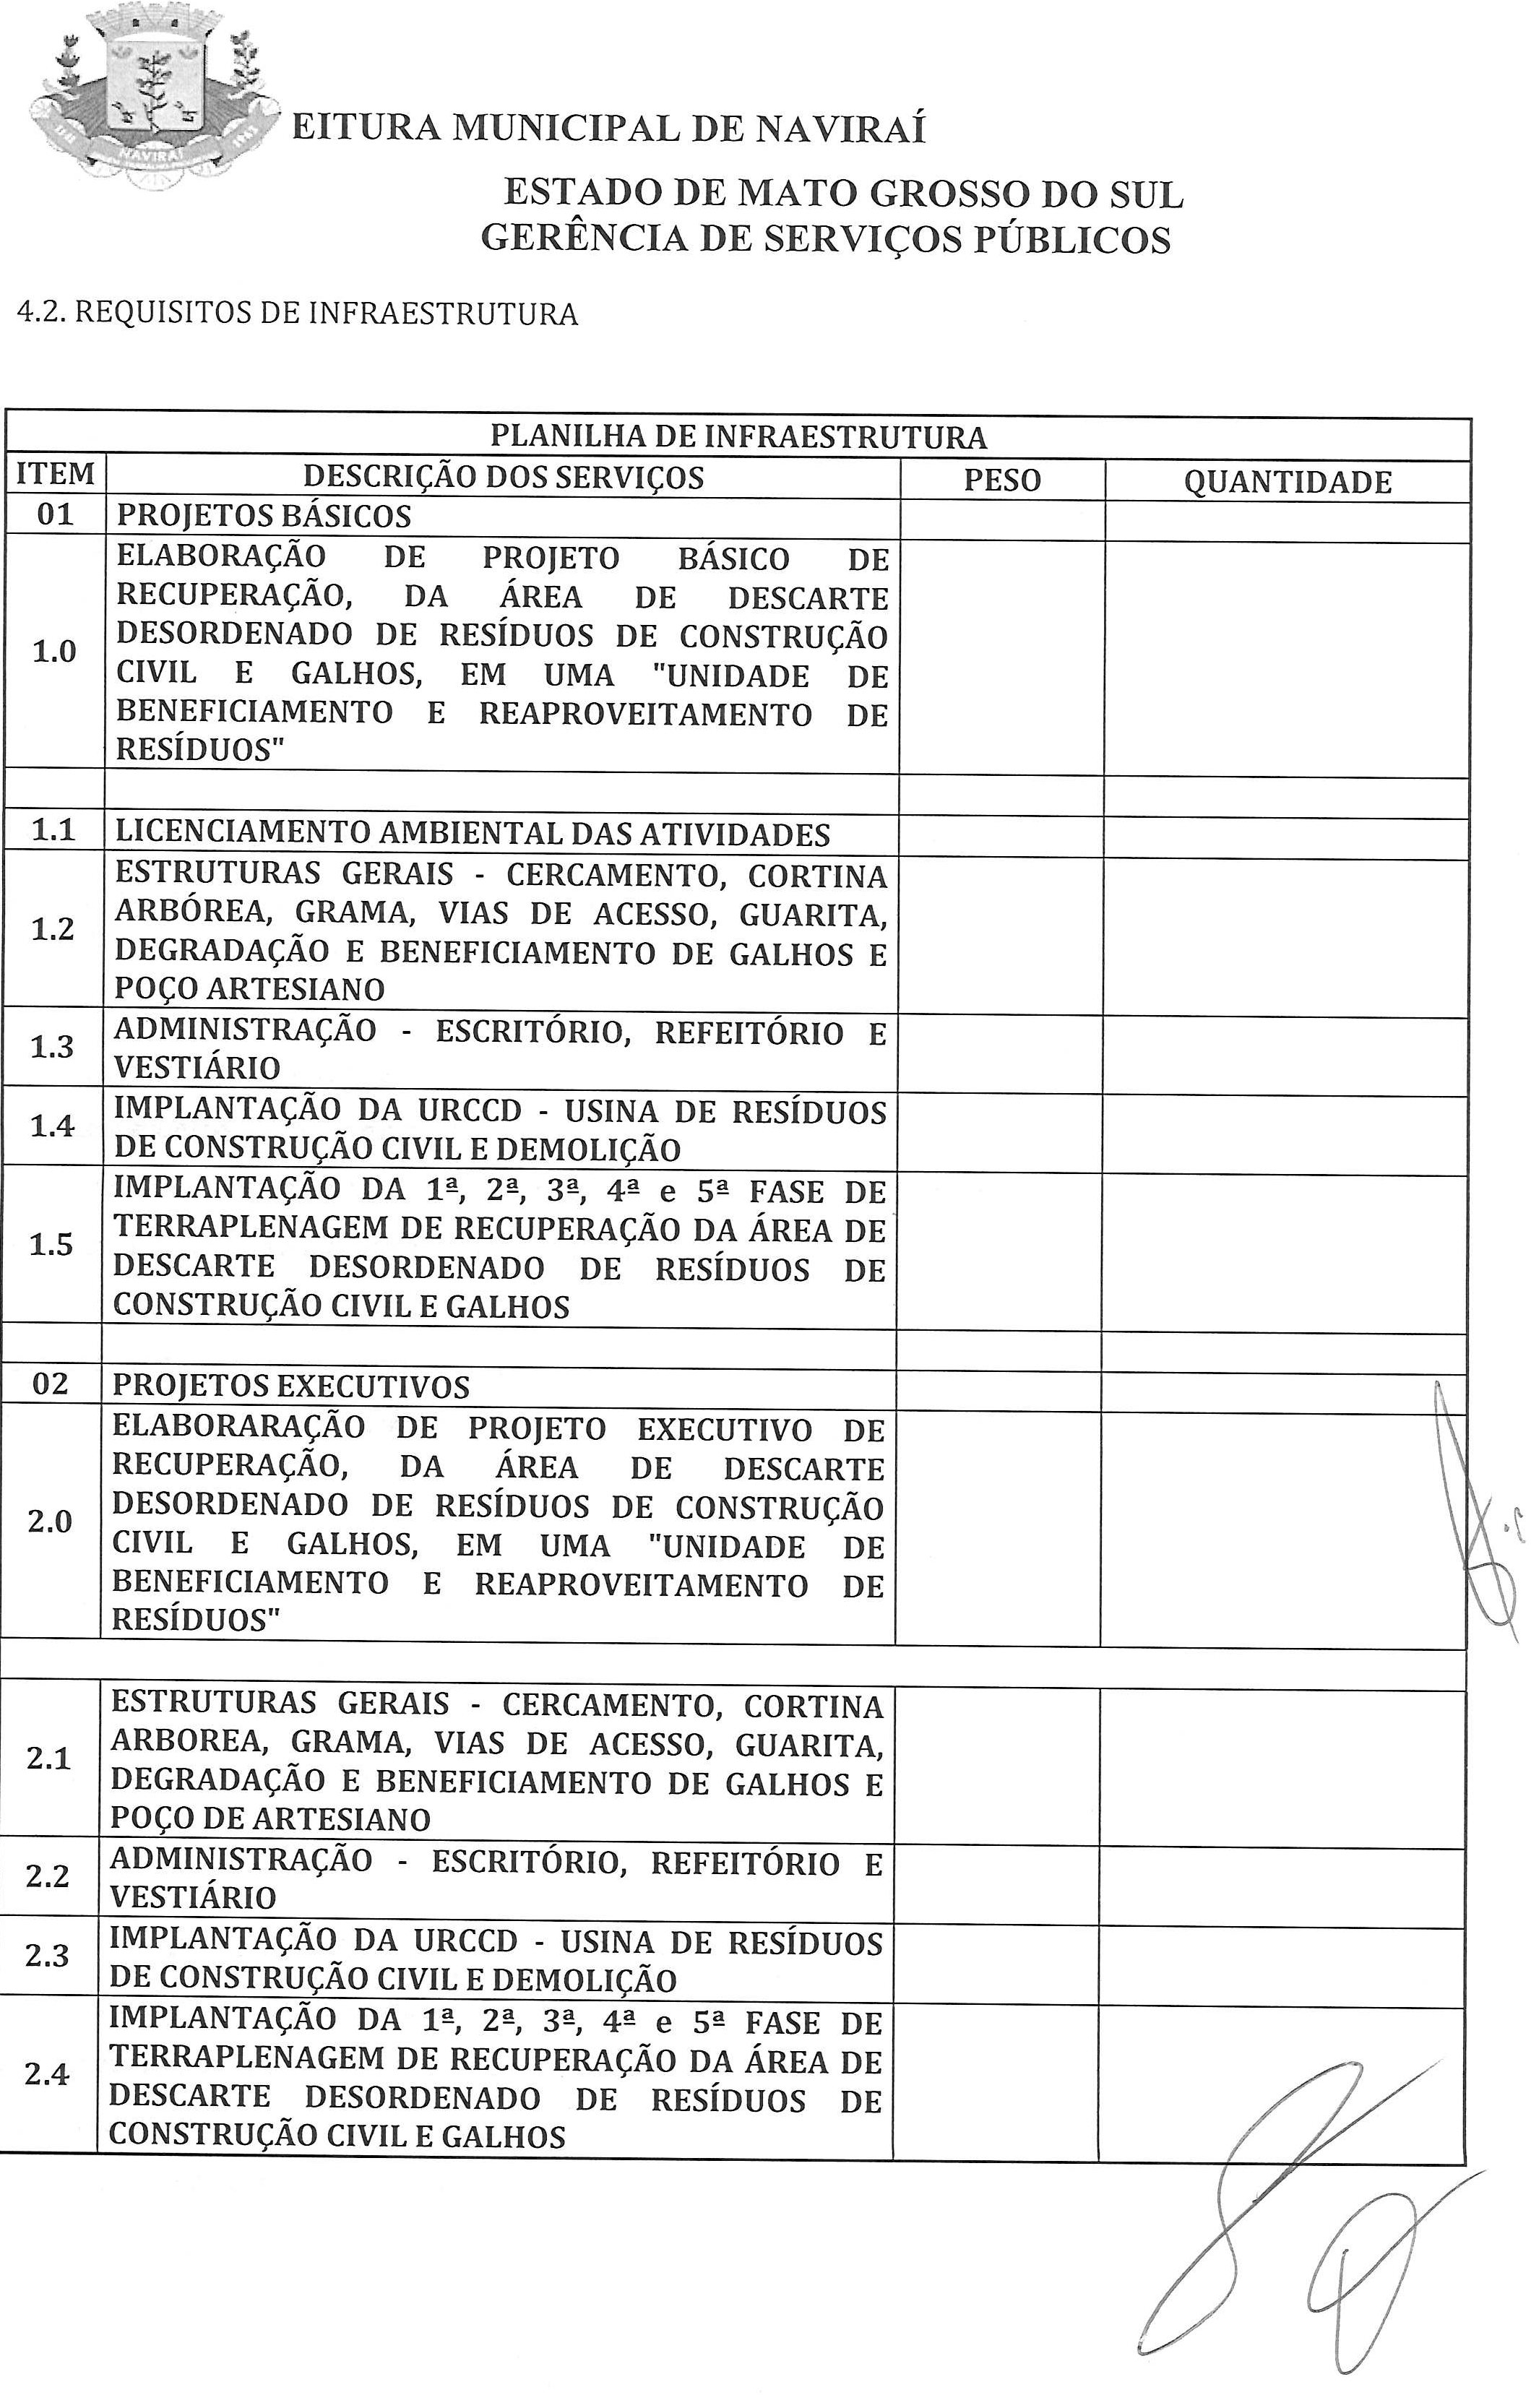 NAVIRAÍ
EITURA MUNICIPAL DE NAVIRAÍ
ESTADO DE MATO GROSSO DO SUL
GERÊNCIA DE SERVIÇOS PÚBLICOS
4.2. REQUISITOS DE INFRAESTRUTURA
PLANILHA DE INFRAESTRUTURA
ITEM DESCRIÇÃO DOS SERVIÇOS PESO QUANTIDADE
01 PROJETOS BÁSICOS
1.0 ELABORAÇÃO DE PROJETO BÁSICO DE
RECUPERAÇÃO, DA ÁREA DE DESCARTE
DESORDENADO DE RESÍDUOS DE CONSTRUÇÃO
CIVIL E GALHOS, EM UMA "UNIDADE DE
BENEFICIAMENTO E REAPROVEITAMENTO DE
RESÍDUOS"
1.1 LICENCIAMENTO AMBIENTAL DAS ATIVIDADES
1.2 ESTRUTURAS GERAIS - CERCAMENTO, CORTINA
ARBÓREA, GRAMA, VIAS DE ACESSO, GUARITA,
DEGRADAÇÃO E BENEFICIAMENTO DE GALHOS E
POÇO ARTESIANO
1.3 ADMINISTRAÇÃO - ESCRITÓRIO, REFEITÓRIO E
VESTIÁRIO
1.4 IMPLANTAÇÃO DA URCCD - USINA DE RESÍDUOS
DE CONSTRUÇÃO CIVIL E DEMOLIÇÃO
1.5 IMPLANTAÇÃO DA 1ª, 2ª, 3ª, 4ª e 5ª FASE DE
TERRAPLENAGEM DE RECUPERAÇÃO DA ÁREA DE
DESCARTE DESORDENADO DE RESÍDUOS DE
CONSTRUÇÃO CIVIL E GALHOS
02 PROJETOS EXECUTIVOS
2.0 ELABORARAÇÃO DE PROJETO EXECUTIVO DE
RECUPERAÇÃO, DA ÁREA DE DESCARTE
DESORDENADO DE RESÍDUOS DE CONSTRUÇÃO
CIVIL E GALHOS, EM UMA "UNIDADE DE
BENEFICIAMENTO E REAPROVEITAMENTO DE
RESÍDUOS"
2.1 ESTRUTURAS GERAIS - CERCAMENTO, CORTINA
ARBOREA, GRAMA, VIAS DE ACESSO, GUARITA,
DEGRADAÇÃO E BENEFICIAMENTO DE GALHOS E
POÇO DE ARTESIANO
2.2 ADMINISTRAÇÃO - ESCRITÓRIO, REFEITÓRIO E
VESTIÁRIO
2.3 IMPLANTAÇÃO DA URCCD - USINA DE RESÍDUOS
DE CONSTRUÇÃO CIVIL E DEMOLIÇÃO
2.4 IMPLANTAÇÃO DA 1ª, 2ª, 3ª, 4ª e 5ª FASE DE
TERRAPLENAGEM DE RECUPERAÇÃO DA ÁREA DE
DESCARTE DESORDENADO DE RESÍDUOS DE
CONSTRUÇÃO CIVIL E GALHOS